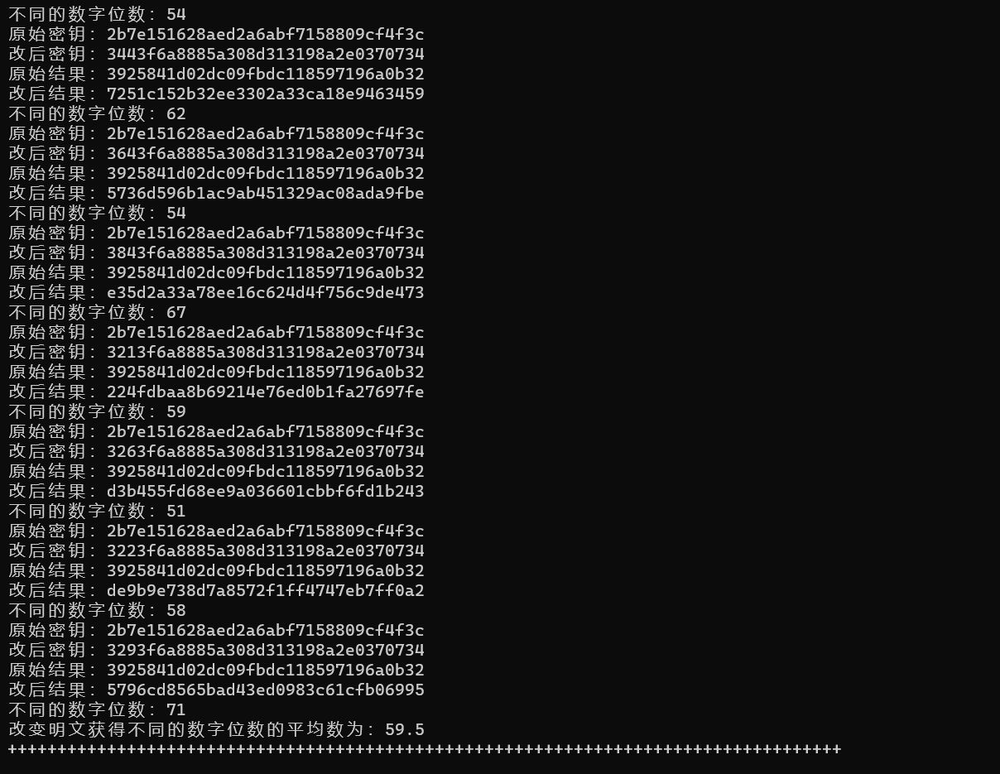 不同的数字位数：54
原始密钥：2b7e151628aed2a6abf7158809cf4f3c
改后密钥：3443f6a8885a308d313198a2e0370734
原始结果：3925841d02dc09fbdc118597196a0b32
改后结果：7251c152b32ee3302a33ca18e9463459
不同的数字位数：62
原始密钥：2b7e151628aed2a6abf7158809cf4f3c
改后密钥：3643f6a8885a308d313198a2e0370734
原始结果：3925841d02dc09fbdc118597196a0b32
改后结果：5736d596b1ac9ab451329ac08ada9fbe
不同的数字位数：54
原始密钥：2b7e151628aed2a6abf7158809cf4f3c
改后密钥：3843f6a8885a308d313198a2e0370734
原始结果：3925841d02dc09fbdc118597196a0b32
改后结果：e35d2a33a78ee16c624d4f756c9de473
不同的数字位数：67
原始密钥：2b7e151628aed2a6abf7158809cf4f3c
改后密钥：3213f6a8885a308d313198a2e0370734
原始结果：3925841d02dc09fbdc118597196a0b32
改后结果：224fdbaa8b69214e76ed0b1fa27697fe
不同的数字位数：59
原始密钥：2b7e151628aed2a6abf7158809cf4f3c
改后密钥：3263f6a8885a308d313198a2e0370734
原始结果：3925841d02dc09fbdc118597196a0b32
改后结果：d3b455fd68ee9a036601cbbf6fd1b243
不同的数字位数：51
原始密钥：2b7e151628aed2a6abf7158809cf4f3c
改后密钥：3223f6a8885a308d313198a2e0370734
原始结果：3925841d02dc09fbdc118597196a0b32
改后结果：de9b9e738d7a8572f1ff4747eb7ff0a2
不同的数字位数：58
原始密钥：2b7e151628aed2a6abf7158809cf4f3c
改后密钥：3293f6a8885a308d313198a2e0370734
原始结果：3925841d02dc09fbdc118597196a0b32
改后结果：5796cd8565bad43ed0983c61cfb06995
不同的数字位数：71
改变明文获得不同的数字位数的平均数为：59.5
++++++++++++++++++++++++++++++++++++++++++++++++++++++++++++++++++++++++++++++++++++